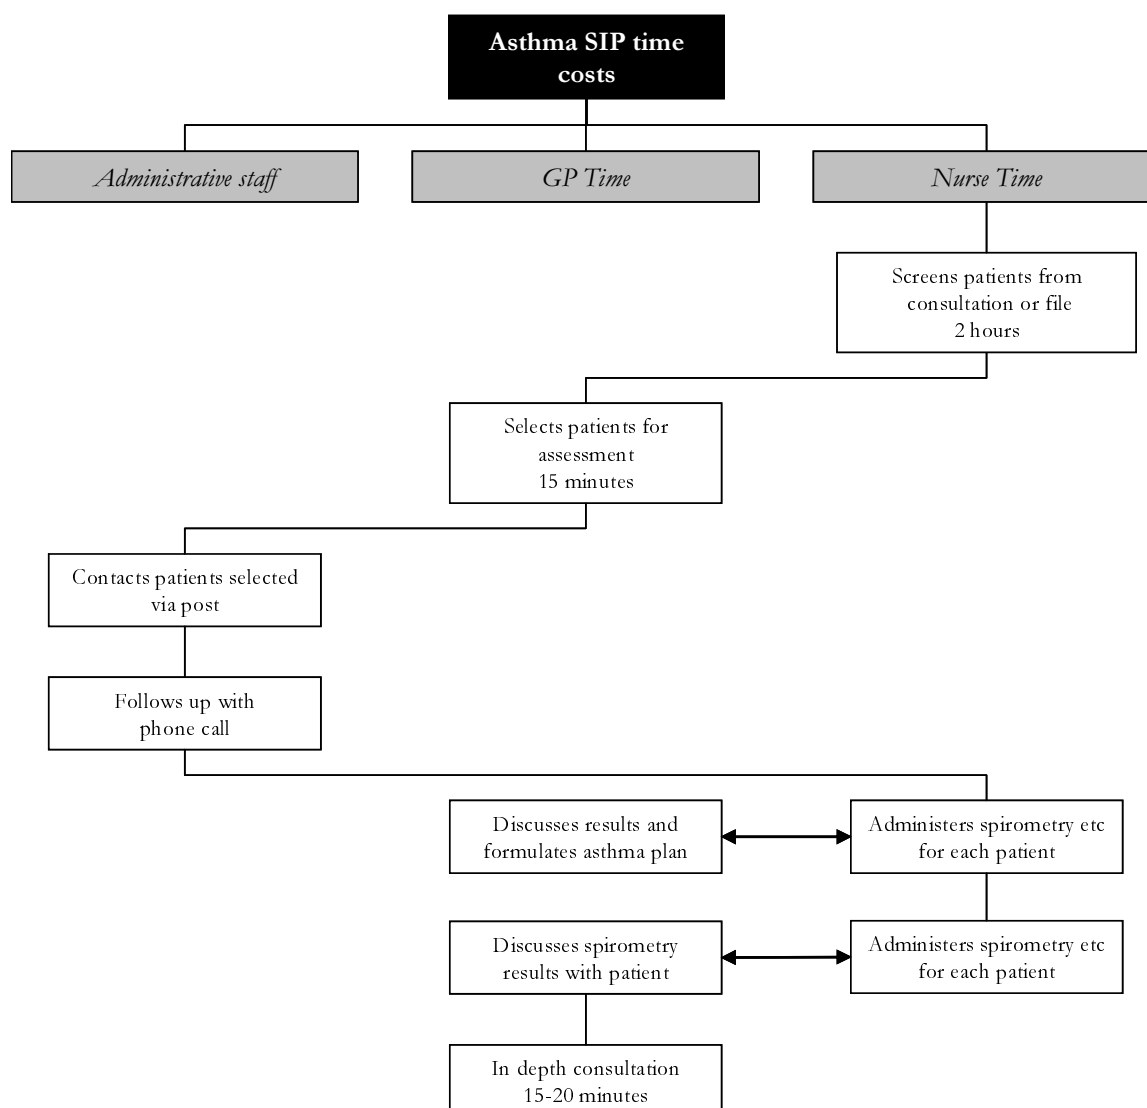 Asthma SIP time
costs
Administrative staff
GP Time
Nurse Time
Screens patients from
consultation or file
2 hours
Selects patients for
assessment
15 minutes
Contacts patients selected
via post
Follows up with
phone call
Discusses results and
formulates asthma plan
Administers spirometry etc
for each patient
Discusses spirometry
results with patient
Administers spirometry etc
for each patient
In depth consultation
15-20 minutes